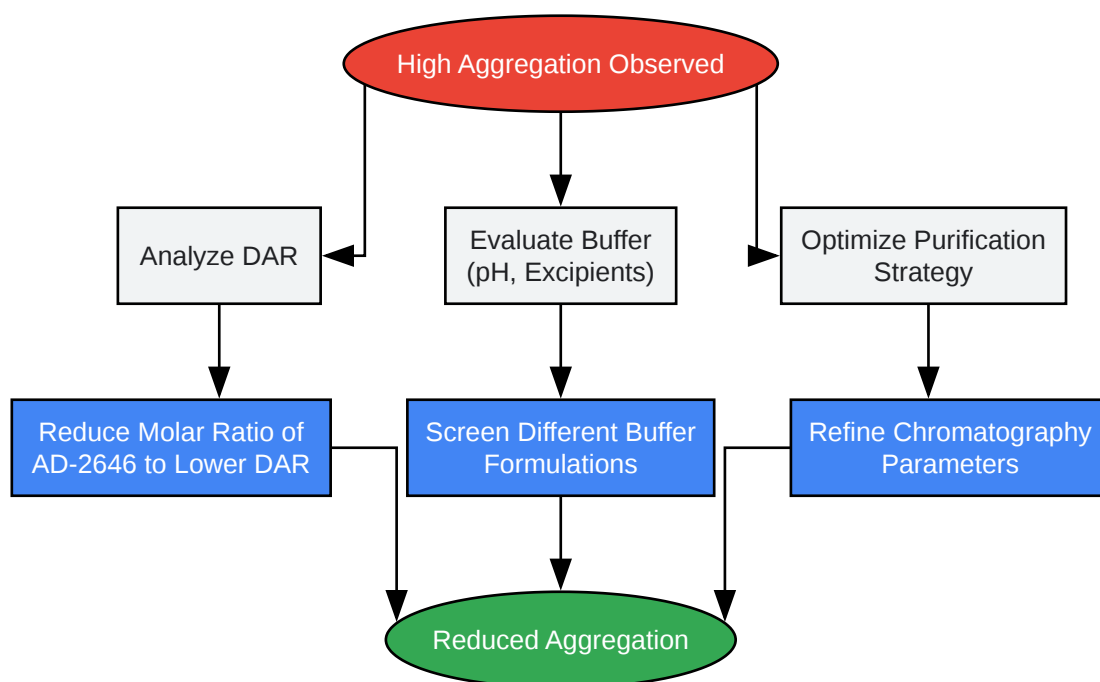 High Aggregation Observed
Analyze DAR
Evaluate Buffer
(pH, Excipients)
Optimize Purification
Strategy
Reduce Molar Ratio of
AD-2646 to Lower DAR
Screen Different Buffer
Formulations
Refine Chromatography
Parameters
Reduced Aggregation